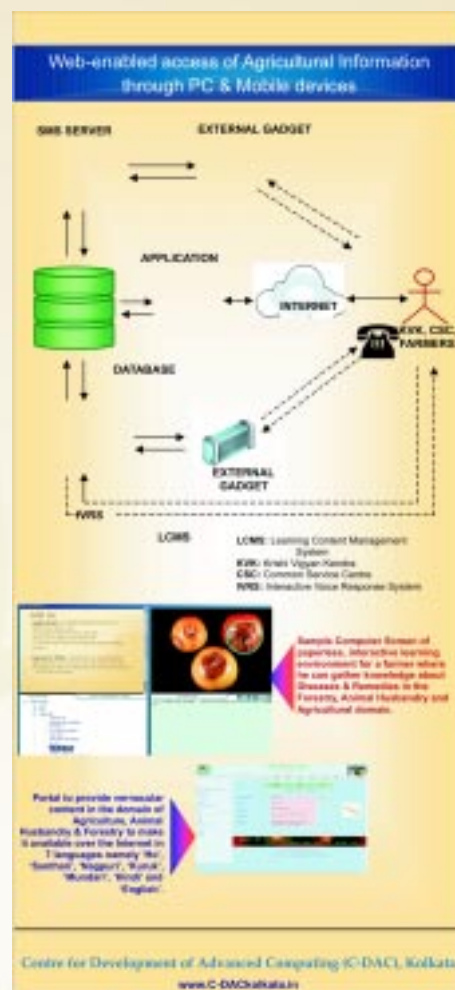 Web-enabled access of Agricultural Information
through PC & Mobile devices
SMS SERVER
EXTERNAL GADGET
APPLICATION
INTERNET
KVK, CSC,
FARMERS
DATABASE
EXTERNAL
GADGET
IVRS
LCMS
LCMS: Learning Content Management
System
KVK: Krishi Vigyan Kendra
CSC: Common Service Centre
IVRS: Interactive Voice Response System
Sample Computer Screen of
paperless, interactive learning
environment for a farmer where
he can gather knowledge about
Diseases & Remedies in the
Forestry, Animal Husbandry and
Agricultural domain.
Portal to provide vernacular
content in the domain of
Agriculture, Animal
Husbandry & Forestry to make
it available over the Internet in
7 languages namely 'Ho',
'Santhali', 'Nagpuri', 'Kuruk',
'Mundari', 'Hindi' and
'English'.
Centre for Development of Advanced Computing (C-DAC), Kolkata
www.C-DACkolkata.in